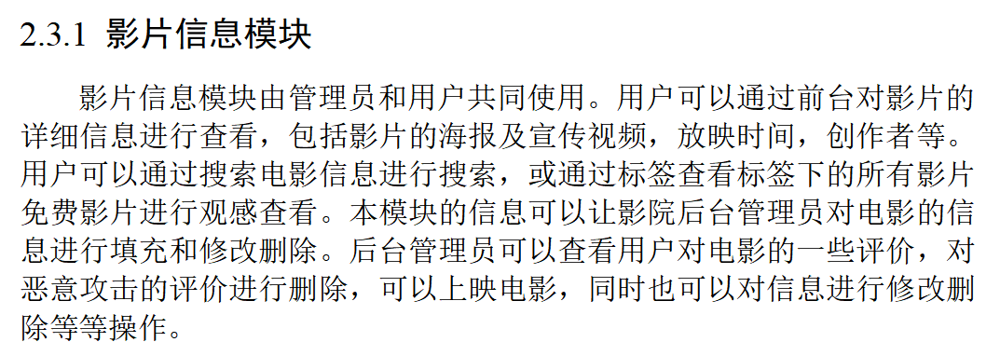 2.3.1 影片信息模块
影片信息模块由管理员和用户共同使用。用户可以通过前台对影片的
详细信息进行查看，包括影片的海报及宣传视频，放映时间，创作者等。
用户可以通过搜索电影信息进行搜索，或通过标签查看标签下的所有影片
免费影片进行观感查看。本模块的信息可以让影院后台管理员对电影的信
息进行填充和修改删除。后台管理员可以查看用户对电影的一些评价，对
恶意攻击的评价进行删除，可以上映电影，同时也可以对信息进行修改删
除等等操作。